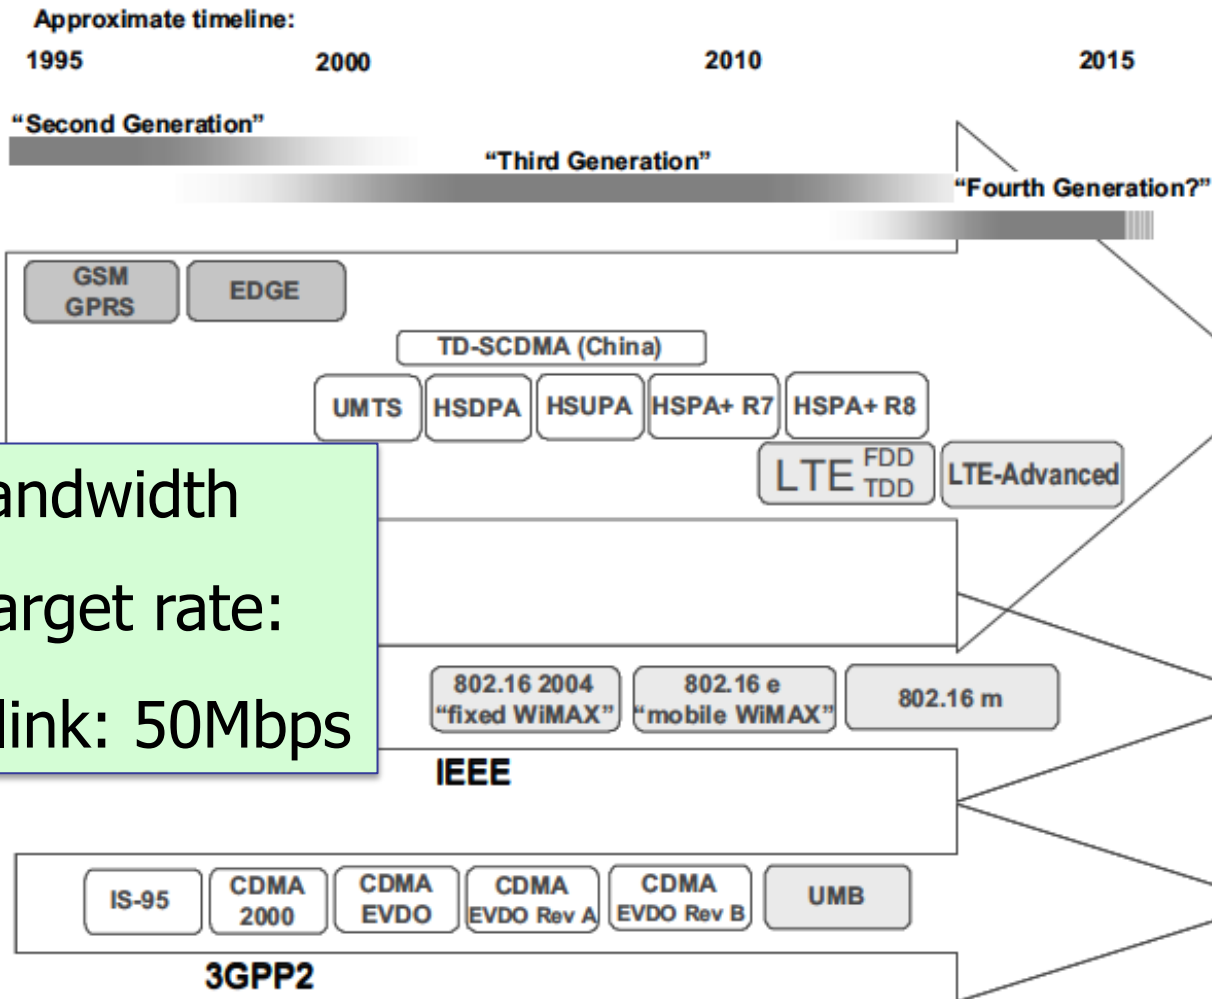 Approximate timeline:
1995 2000 2010 2015
“Second Generation”
“Third Generation”
“Fourth Generation?”
GSM
GPRS
EDGE
TD-SCDMA (China)
UMTS HSDPA HSUPA HSPA+ R7 HSPA+ R8
LTE FDD
TDD
LTE-Advanced
andwidth
arget rate:
link: 50Mbps
802.16 2004
“fixed WiMAX”
802.16 e
“mobile WiMAX”
802.16 m
IEEE
IS-95
CDMA
2000
CDMA
EVDO
CDMA
EVDO Rev A
CDMA
EVDO Rev B
UMB
3GPP2